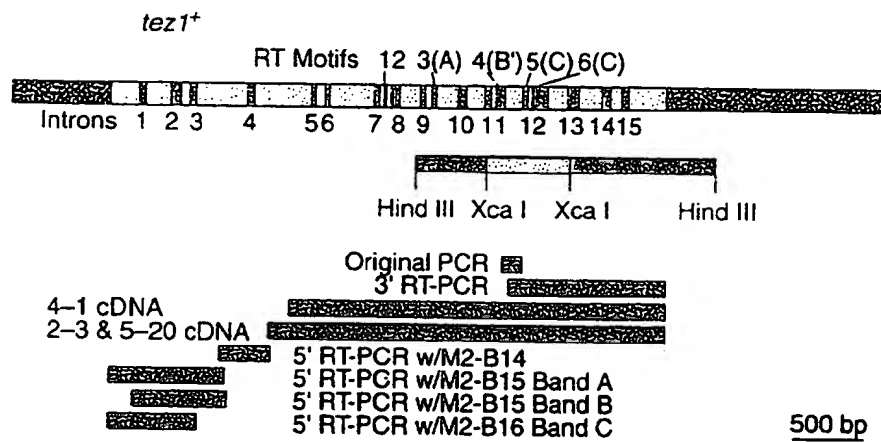 tez1+
RT Motifs 12 3(A) 4(B') 5(C) 6(C)
Introns 1 2 3 4 5 6 7 8 9 10 11 12 13 14 15
Hind III Xca I Xca I Hind III
Original PCR
3' RT-PCR
4–1 cDNA
2–3 & 5–20 cDNA
5' RT-PCR w/M2-B14
5' RT-PCR w/M2-B15 Band A
5' RT-PCR w/M2-B15 Band B
5' RT-PCR w/M2-B16 Band C
500 bp